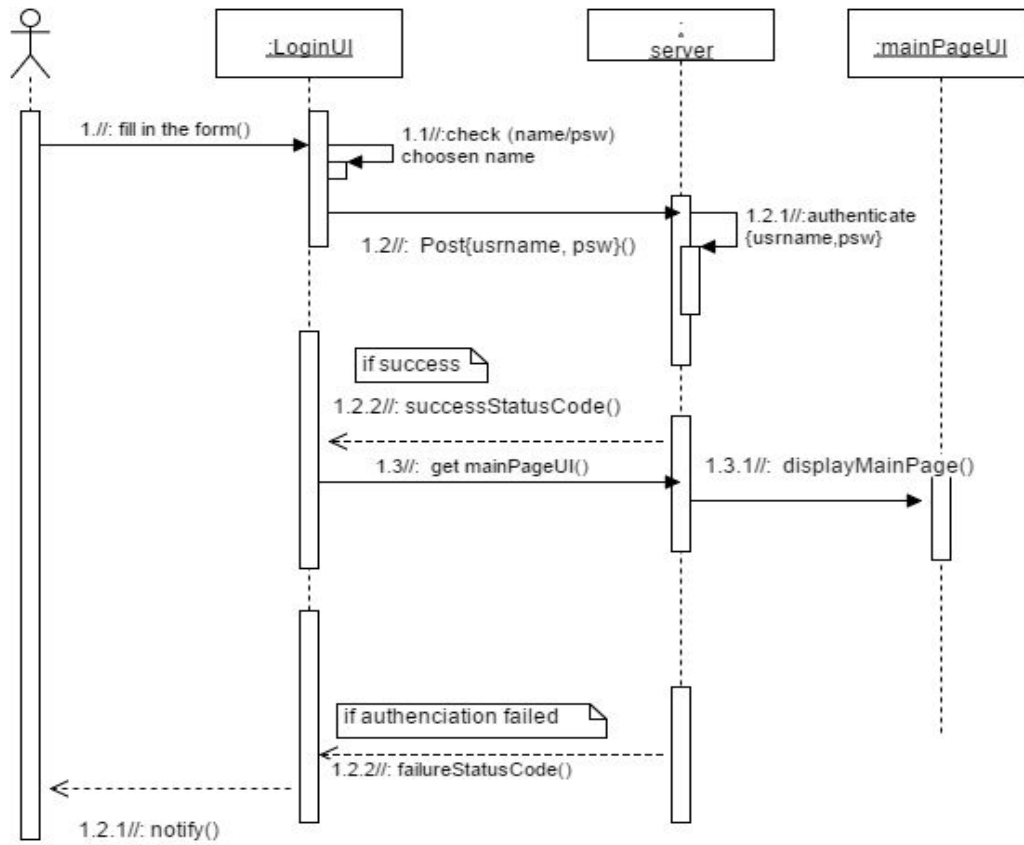 :LoginUI
:
server
:mainPageUI
1.//: fill in the form()
1.1//:check (name/psw)
choosen name
1.2//: Post{usrname, psw}()
1.2.1//:authenticate
{usrname,psw}
if success
1.2.2//: successStatusCode()
1.3//: get mainPageUI()
1.3.1//: displayMainPage()
if authenciation failed
1.2.2//: failureStatusCode()
1.2.1//: notify()